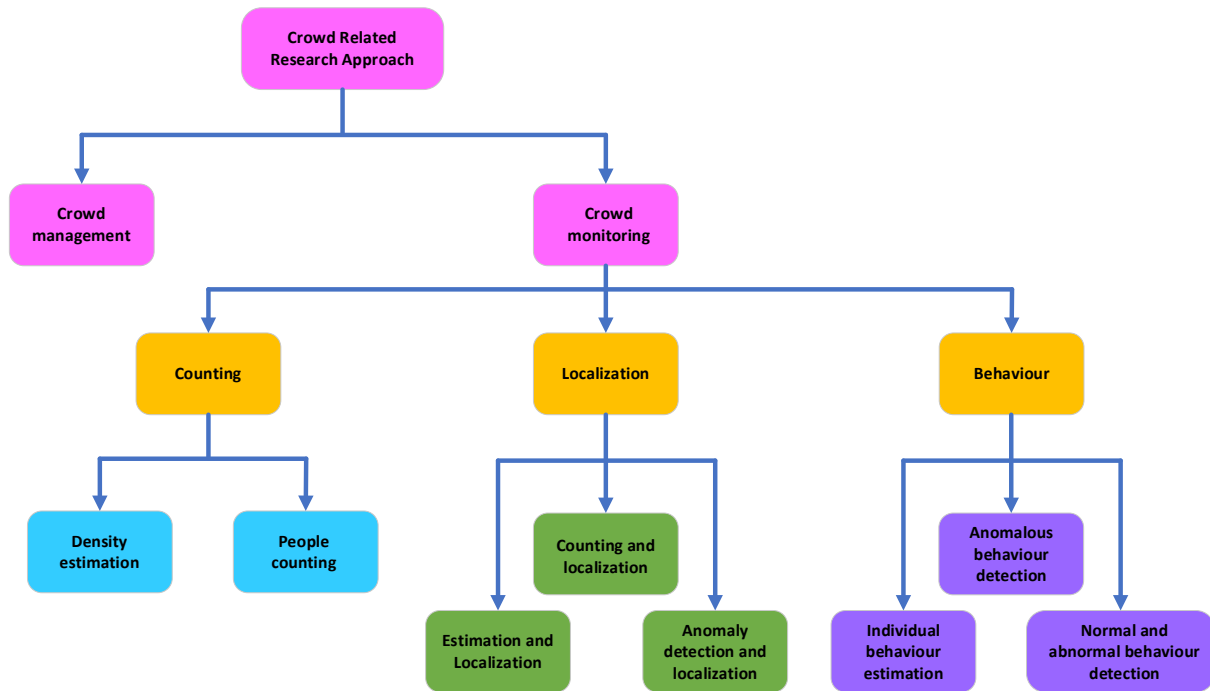 Crowd Related
Research Approach
Crowd
management
Crowd
monitoring
Counting
Localization
Behaviour
Density
estimation
People
counting
Counting and
localization
Anomalous
behaviour
detection
Estimation and
Localization
Anomaly
detection and
localization
Individual
behaviour
estimation
Normal and
abnormal behaviour
detection